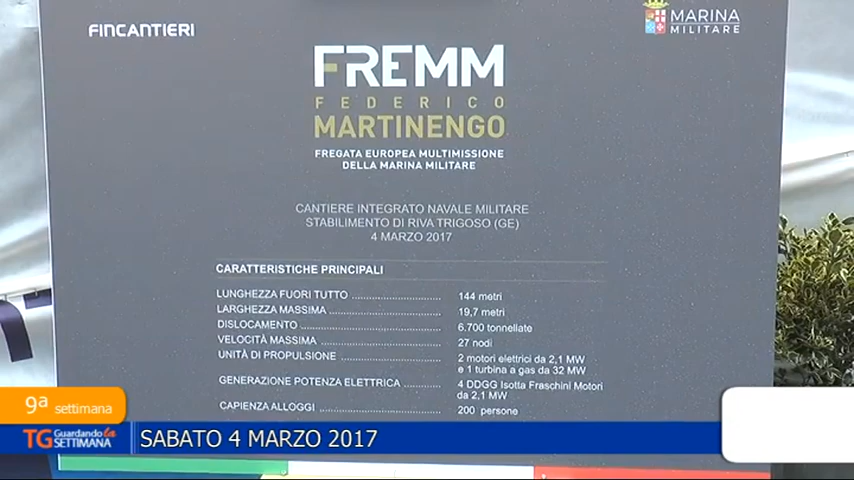 FINCANTIERI
MARINA
MILITARE
FREMM
FEDERICO
MARTINENGO
FREGATA EUROPEA MULTIMISSIONE
DELLA MARINA MILITARE
CANTIERE INTEGRATO NAVALE MILITARE
STABILIMENTO DI RIVA TRIGOSO (GE)
4 MARZO 2017
CARATTERISTICHE PRINCIPALI
LUNGHEZZA FUORI TUTTO ........................ 144 metri
LARGHEZZA MASSIMA ............................. 19,7 metri
DISLOCAMENTO ..................................... 6.700 tonnellate
VELOCITÀ MASSIMA ................................ 27 nodi
UNITÀ DI PROPULSIONE .......................... 2 motori elettrici da 2,1 MW
e 1 turbina a gas da 32 MW
GENERAZIONE POTENZA ELETTRICA .......... 4 DDGG Isotta Fraschini Motori
da 2,1 MW
CAPIENZA ALLOGGI ................................ 200 persone
9a
settimana
TG Guardando la
SETTIMANA
SABATO 4 MARZO 2017